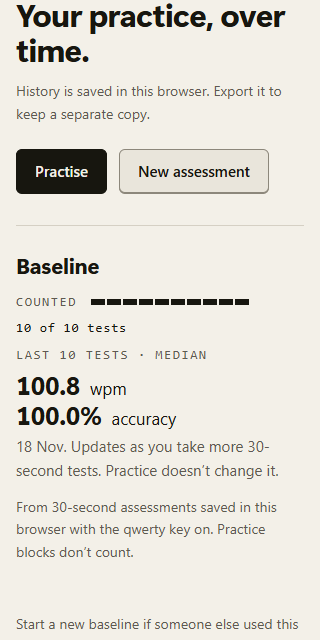 Your practice, over
time.
History is saved in this browser. Export it to
keep a separate copy.
Practise
New assessment
Baseline
COUNTED
10 of 10 tests
LAST 10 TESTS · MEDIAN
100.8 wpm
100.0% accuracy
18 Nov. Updates as you take more 30-
second tests. Practice doesn’t change it.
From 30-second assessments saved in this
browser with the qwerty key on. Practice
blocks don’t count.
Start a new baseline if someone else used this